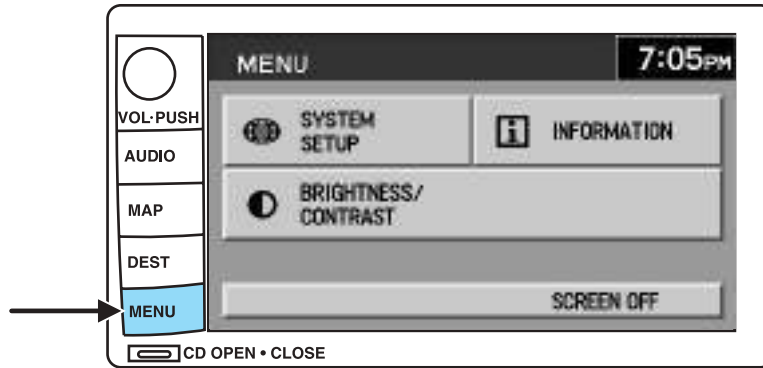 MENU
7:05PM
VOL·PUSH
AUDIO
MAP
DEST
MENU
SYSTEM
SETUP
INFORMATION
BRIGHTNESS/
CONTRAST
SCREEN OFF
CD OPEN • CLOSE